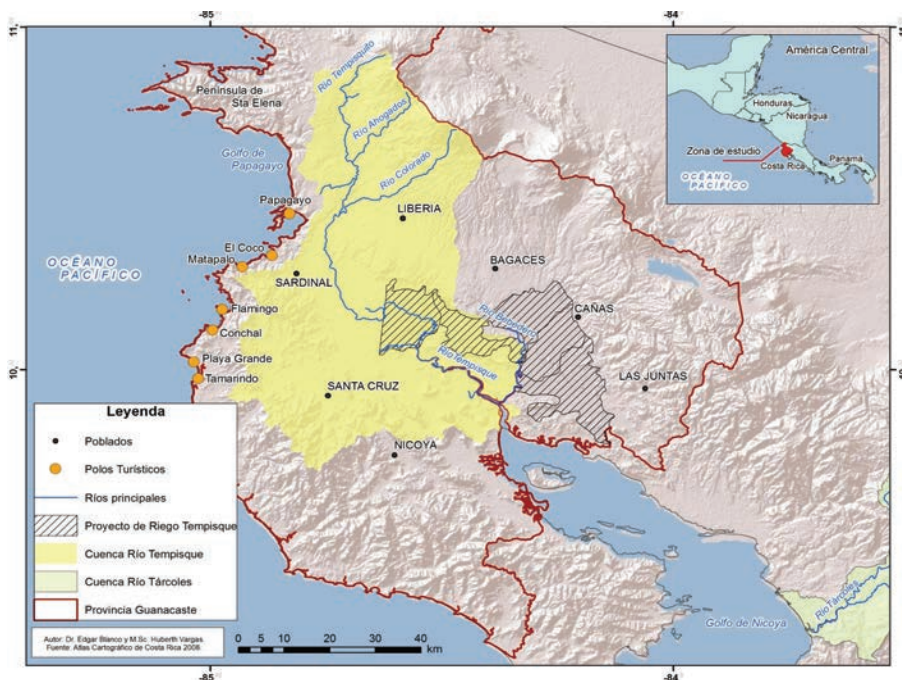 -85
-84
11
11
América Central
Honduras
Nicaragua
Zona de estudio
Costa Rica
Panamá
OCÉANO
PACÍFICO
Península de
Sta Elena
Río Tempisquito
Río Ahogados
Golfo de
Papagayo
Río Colorado
Papagayo
LIBERIA
El Coco
Matapalo
OCÉANO
PACÍFICO
SARDINAL
BAGACES
Flamingo
Río Bebedero
CAÑAS
Conchal
10
10
Playa Grande
Río Tempisque
Tamarindo
SANTA CRUZ
LAS JUNTAS
NICOYA
Leyenda
Poblados
Polos Turísticos
Ríos principales
Proyecto de Riego Tempisque
Cuenca Río Tempisque
Cuenca Río Tárcoles
Provincia Guanacaste
Autor: Dr. Edgar Blanco y M.Sc. Huberth Vargas.
Fuente: Atlas Cartográfico de Costa Rica 2008.
0 5 10 20 30 40
km
Río Tárcoles
Golfo de Nicoya
-85
-84